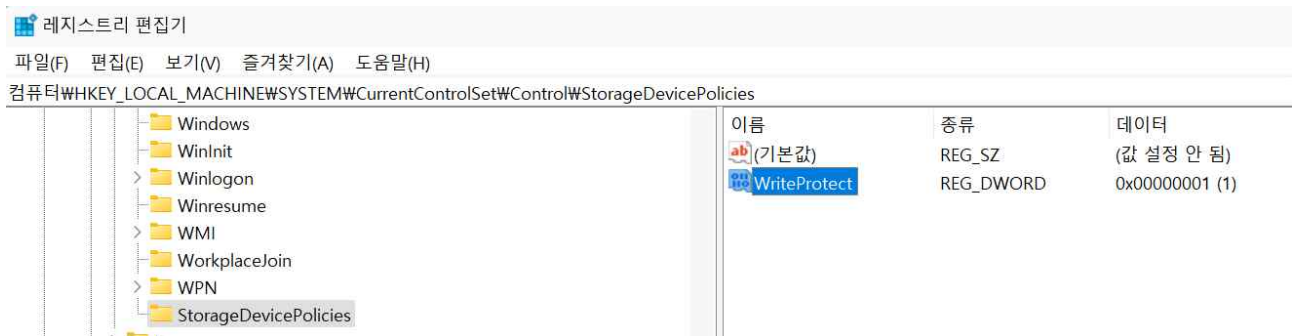 레지스트리 편집기
파일(F) 편집(E) 보기(V) 즐겨찾기(A) 도움말(H)
컴퓨터₩HKEY_LOCAL_MACHINE₩SYSTEM₩CurrentControlSet₩Control₩StorageDevicePolicies
Windows
WinInit
Winlogon
Winresume
WMI
WorkplaceJoin
WPN
StorageDevicePolicies
이름 종류 데이터
(기본값) REG_SZ (값 설정 안 됨)
WriteProtect REG_DWORD 0x00000001 (1)